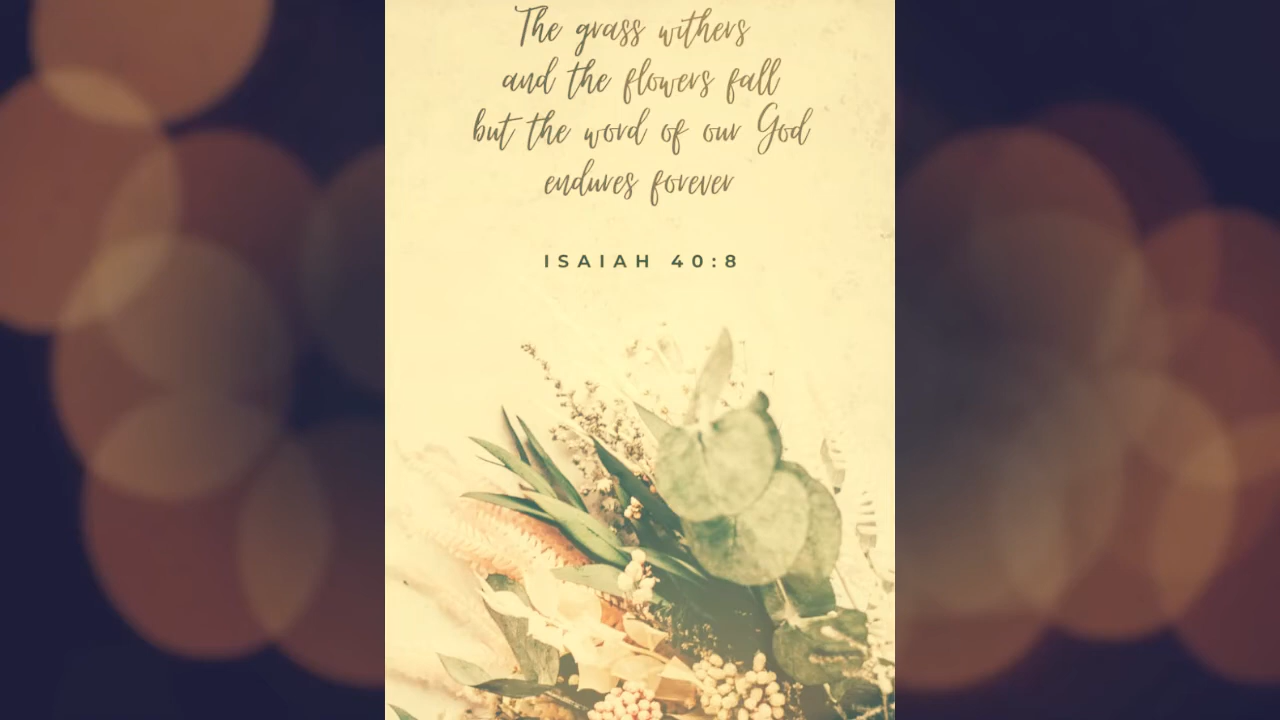 The grass withers
and the flowers fall
but the word of our God
endures forever
ISAIAH 40:8